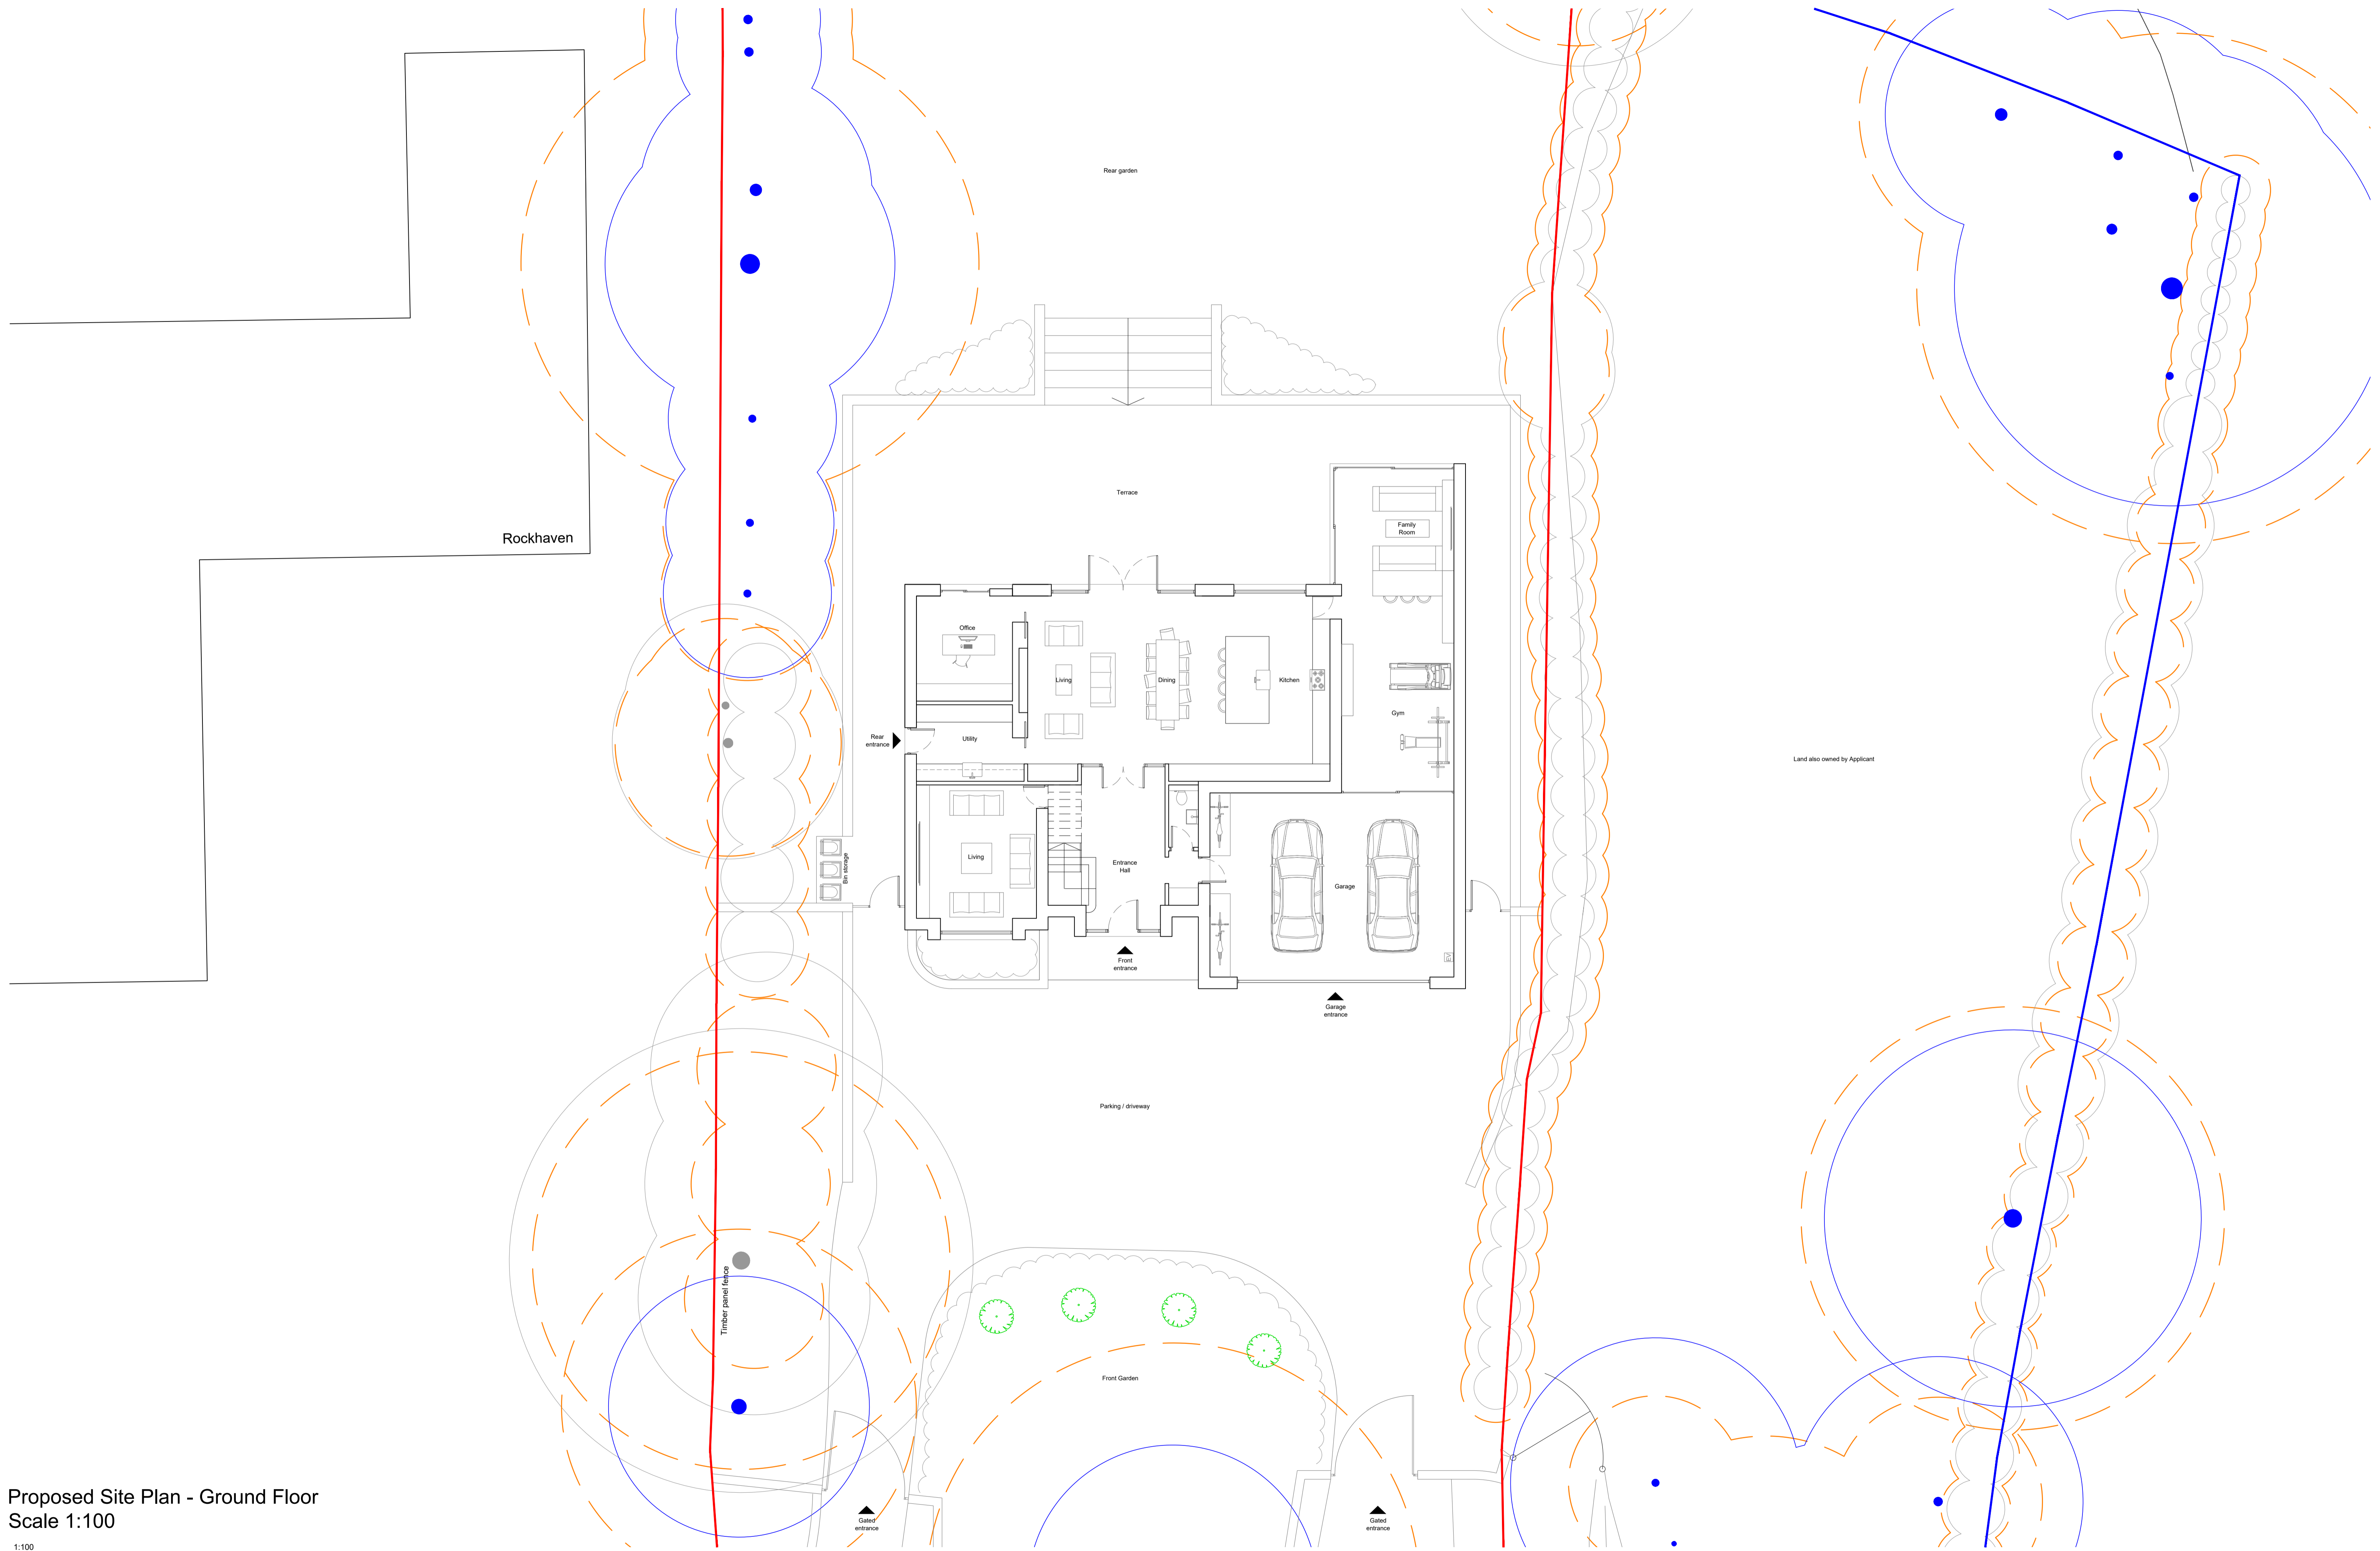 Rear garden
Terrace
Rockhaven
Family
Room
Office
Living
Dining
Kitchen
Gym
Utility
Rear
entrance
Land also owned by Applicant
Bin storage
Living
Entrance
Hall
Garage
EV
Front
entrance
Garage
entrance
Parking / driveway
Timber panel fence
Front Garden
Gated
entrance
Gated
entrance
Proposed Site Plan - Ground Floor
Scale 1:100
1:100